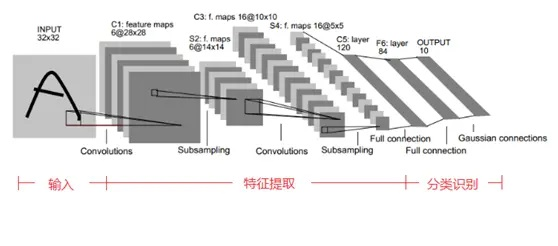 INPUT
32x32
C1: feature maps
6@28x28
S2: f. maps
6@14x14
C3: f. maps 16@10x10
S4: f. maps 16@5x5
C5: layer
120
F6: layer
84
OUTPUT
10
Convolutions
Subsampling
Convolutions
Subsampling
Full connection
Full connection
Gaussian connections
输入
特征提取
分类识别